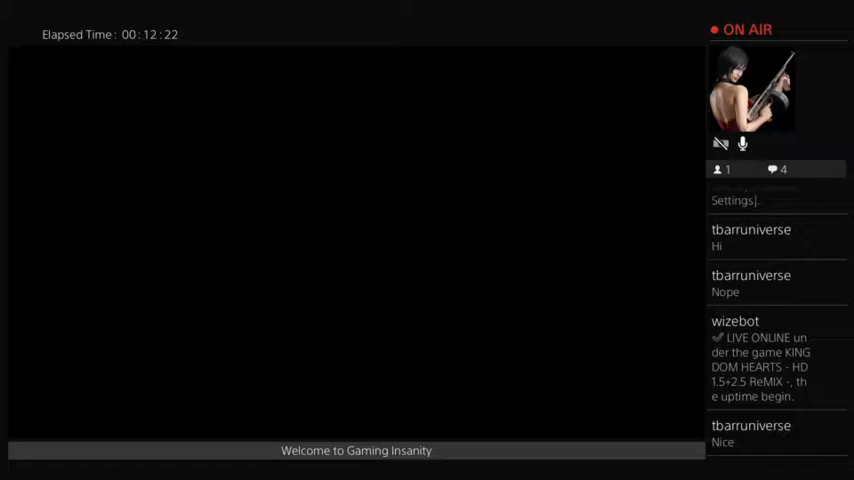 Elapsed Time: 00:12:22
ON AIR
1
4
Settings].
tbarruniverse
Hi
tbarruniverse
Nope
wizebot
✓ LIVE ONLINE un
der the game KING
DOM HEARTS - HD
1.5+2.5 ReMIX -, th
e uptime begin.
tbarruniverse
Nice
Welcome to Gaming Insanity